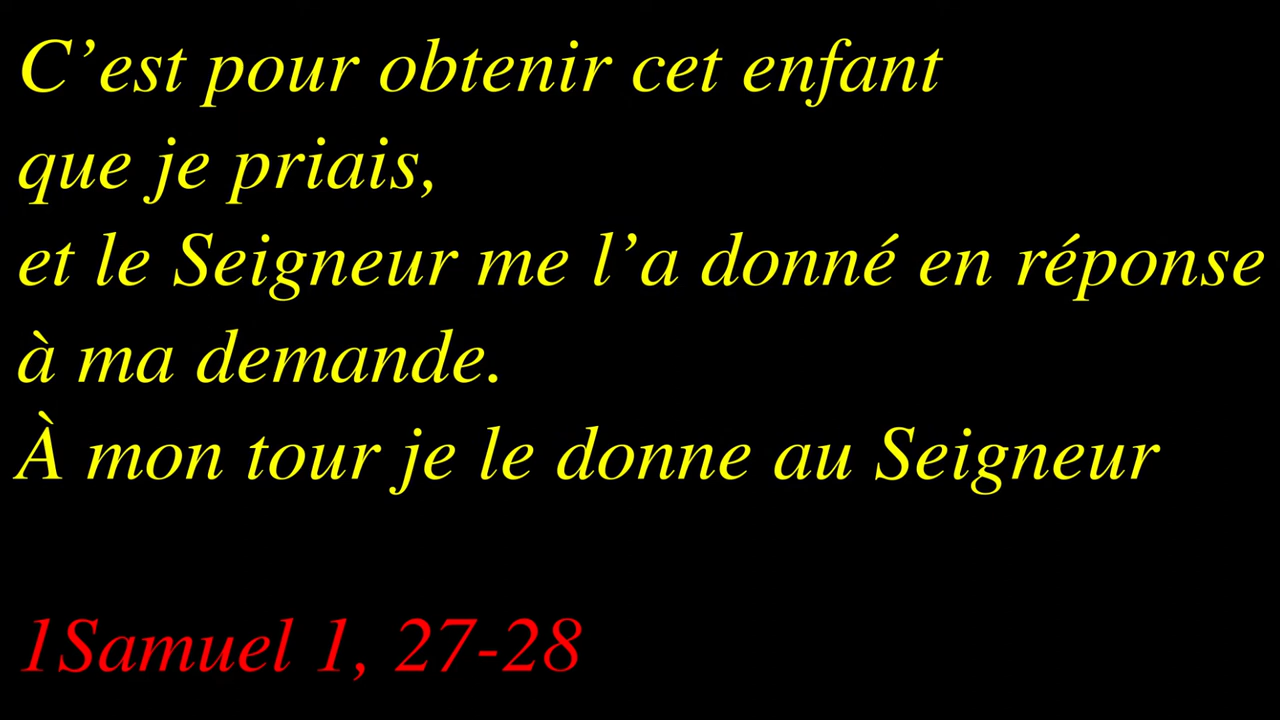 C’est pour obtenir cet enfant
que je priais,
et le Seigneur me l’a donné en réponse
à ma demande.
À mon tour je le donne au Seigneur
1Samuel 1, 27-28